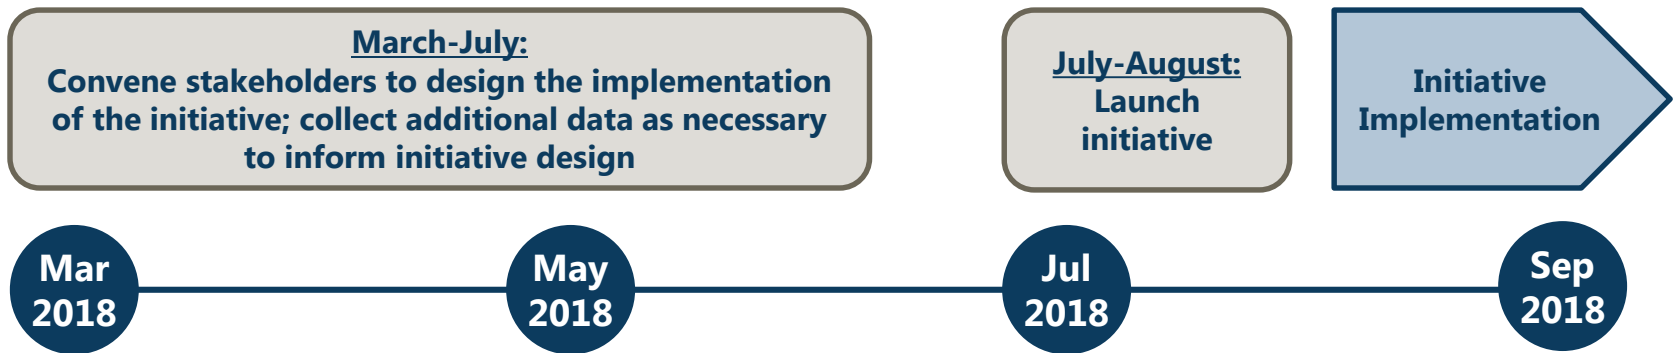 March-July:
Convene stakeholders to design the implementation
of the initiative; collect additional data as necessary
to inform initiative design
July-August:
Launch
initiative
Initiative
Implementation
Mar
2018
May
2018
Jul
2018
Sep
2018